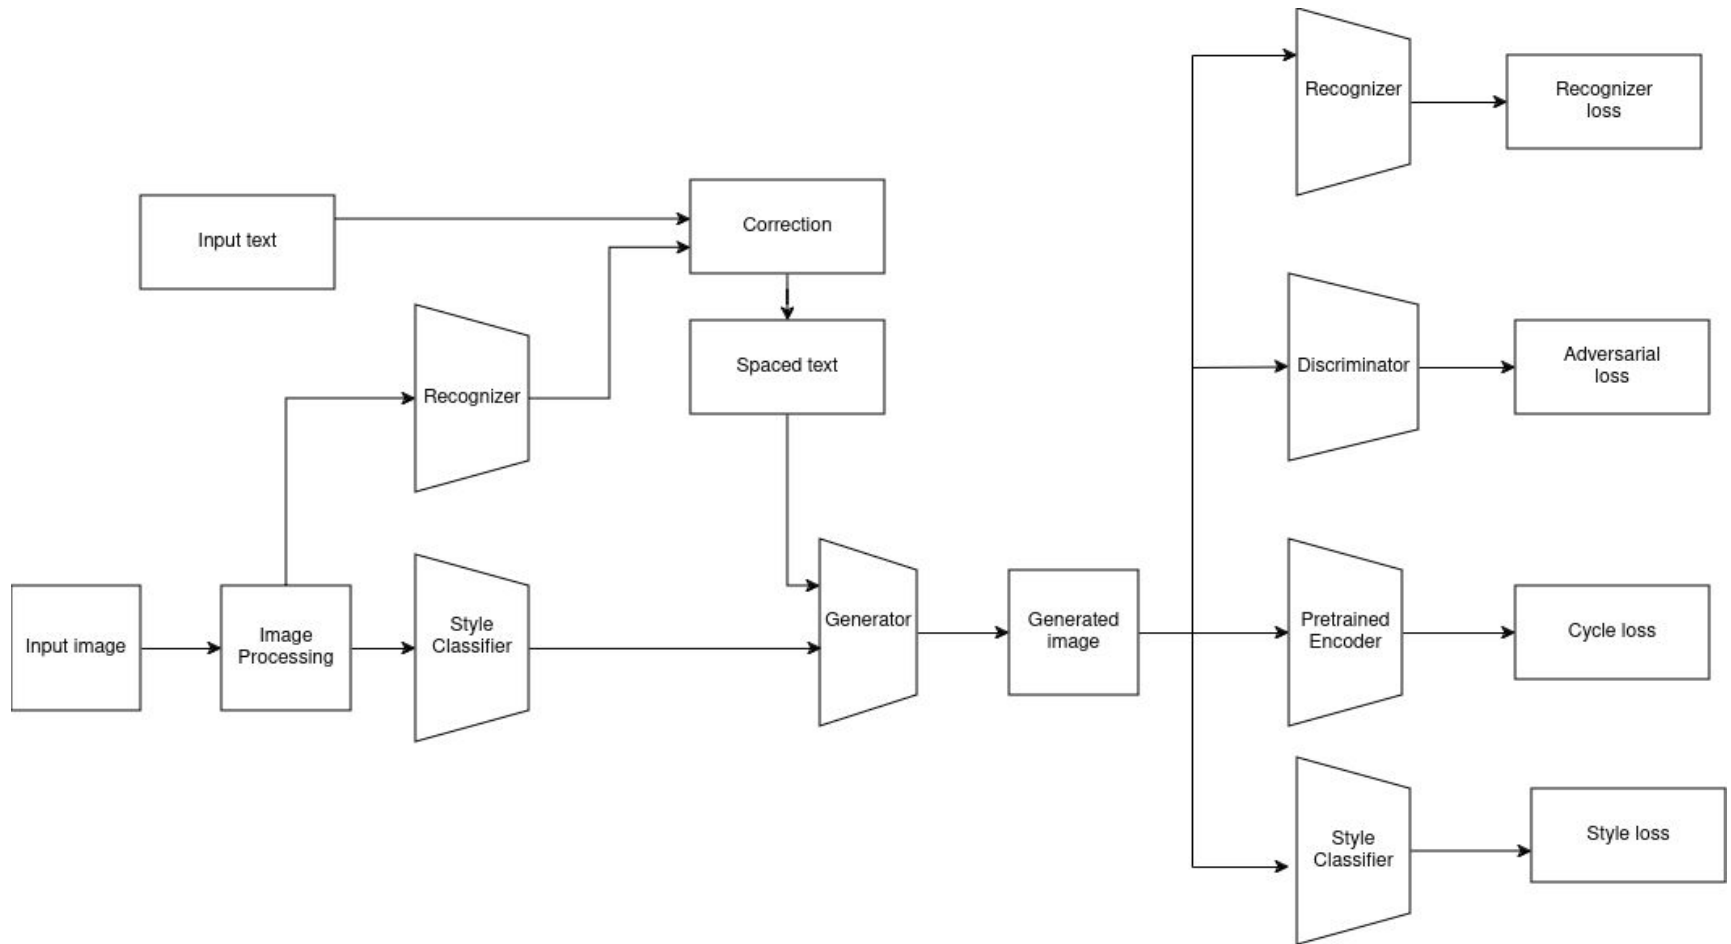 Recognizer
Recognizer
loss
Input text
Correction
Spaced text
Recognizer
Discriminator
Adversarial
loss
Input image
Image
Processing
Style
Classifier
Generator
Generated
image
Pretrained
Encoder
Cycle loss
Style
Classifier
Style loss